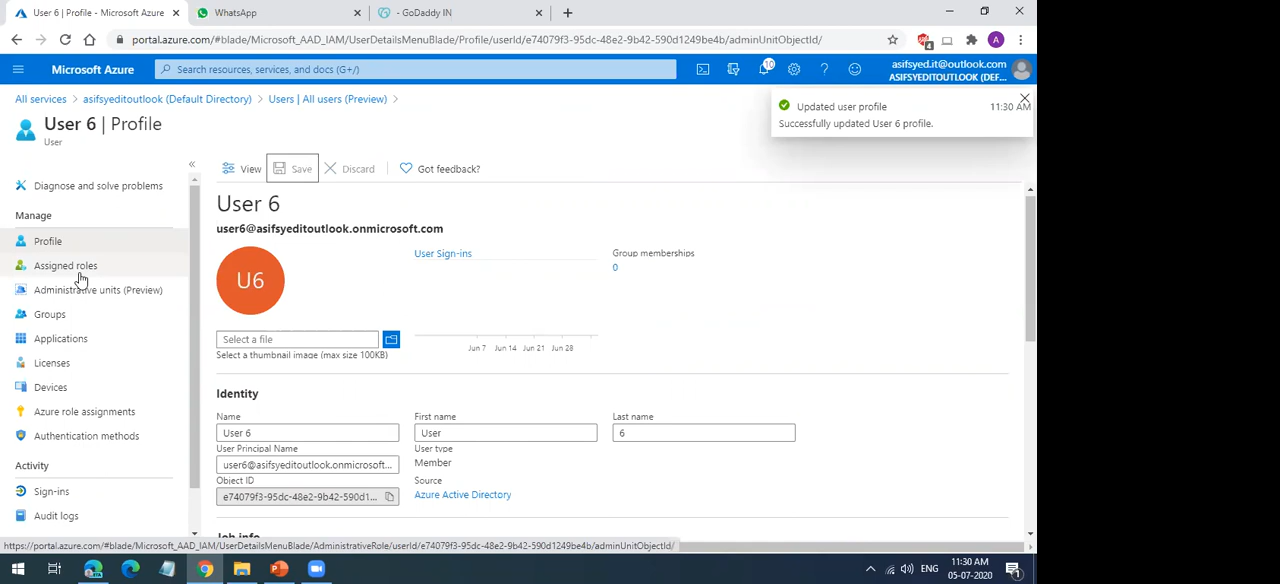 User 6 | Profile - Microsoft Azure
WhatsApp
- GoDaddy IN
portal.azure.com/#blade/Microsoft_AAD_IAM/UserDetailsMenuBlade/Profile/userId/e74079f3-95dc-48e2-9b42-590d1249be4b/adminUnitObjectId/
4
A
Microsoft Azure
Search resources, services, and docs (G+/)
10
asifsyed.it@outlook.com
ASIFSYEDITOUTLOOK (DEF...
All services > asifsyeditoutlook (Default Directory) > Users | All users (Preview) >
Updated user profile
11:30 AM
Successfully updated User 6 profile.
User 6 | Profile
User
Diagnose and solve problems
Manage
Profile
Assigned roles
Administrative units (Preview)
Groups
Applications
Licenses
Devices
Azure role assignments
Authentication methods
Activity
Sign-ins
Audit logs
View
Save
Discard
Got feedback?
User 6
user6@asifsyeditoutlook.onmicrosoft.com
U6
User Sign-ins
Group memberships
0
Select a file
Select a thumbnail image (max size 100KB)
Jun 7 Jun 14 Jun 21 Jun 28
Identity
Name
First name
Last name
User 6
User
6
User Principal Name
User type
user6@asifsyeditoutlook.onmicrosoft...
Member
Object ID
Source
e74079f3-95dc-48e2-9b42-590d1...
Azure Active Directory
Job info
https://portal.azure.com/#blade/Microsoft_AAD_IAM/UserDetailsMenuBlade/AdministrativeRole/userId/e74079f3-95dc-48e2-9b42-590d1249be4b/adminUnitObjectId/
ENG
11:30 AM
05-07-2020
1